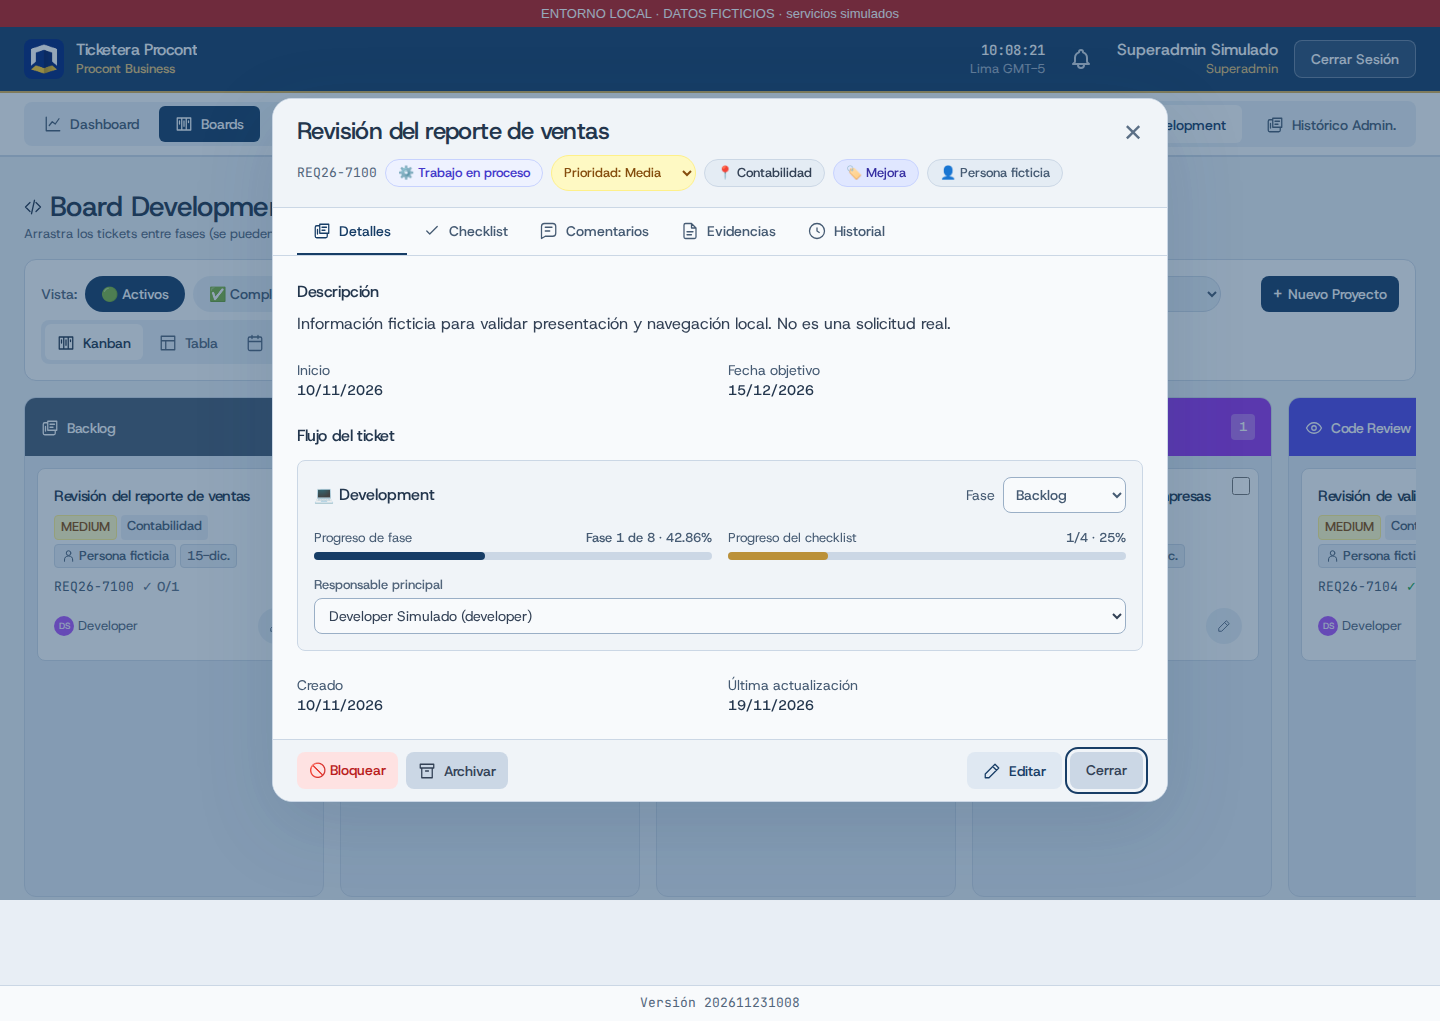 ENTORNO LOCAL · DATOS FICTICIOS · servicios simulados
Ticketera Procont
Procont Business
10:08:21
Lima GMT-5
Superadmin Simulado
Superadmin
Cerrar Sesión
Dashboard
Boards
elopment
Histórico Admin.
Board Developmer
Arrastra los tickets entre fases (se pueder
Vista:
Activos
Compl
+ Nuevo Proyecto
Kanban
Tabla
Backlog
1
Code Review
Revisión del reporte de ventas
MEDIUM
Contabilidad
Persona ficticia
15-dic.
REQ26-7100 ✓ 0/1
DS Developer
presas
c.
Revisión de vali
MEDIUM
Cont
Persona ficti
REQ26-7104 ✓
DS Developer
Revisión del reporte de ventas
REQ26-7100
Trabajo en proceso
Prioridad: Media
Contabilidad
Mejora
Persona ficticia
Detalles
Checklist
Comentarios
Evidencias
Historial
Descripción
Información ficticia para validar presentación y navegación local. No es una solicitud real.
Inicio
10/11/2026
Fecha objetivo
15/12/2026
Flujo del ticket
Development
Fase
Backlog
Progreso de fase
Fase 1 de 8 · 42.86%
Progreso del checklist
1/4 · 25%
Responsable principal
Developer Simulado (developer)
Creado
10/11/2026
Última actualización
19/11/2026
Bloquear
Archivar
Editar
Cerrar
Versión 202611231008